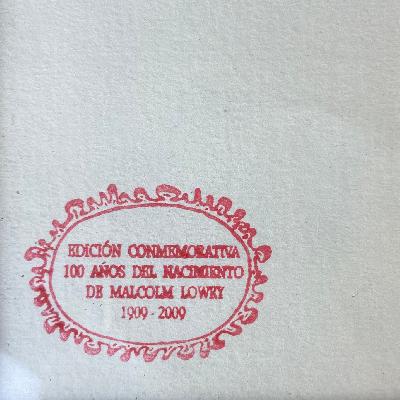 EDICIÓN CONMEMORATIVA
100 AÑOS DEL NACIMIENTO
DE MALCOLM LOWRY
1909 - 2009